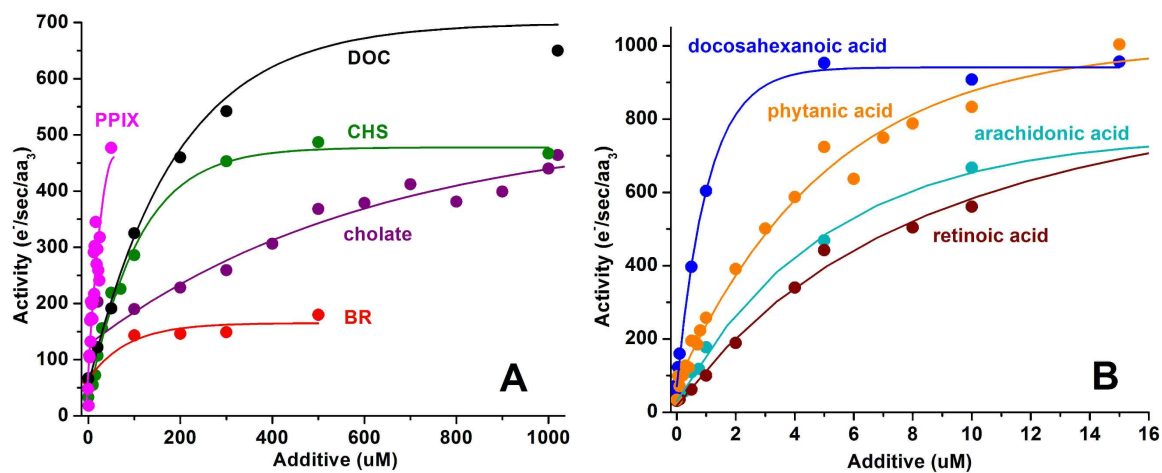 700
600
500
400
300
200
100
0
Activity (e⁻/sec/aa₃)
0 200 400 600 800 1000
Additive (uM)
PPIX
DOC
CHS
cholate
BR
A
1000
800
600
400
200
0
Activity (e⁻/sec/aa₃)
0 2 4 6 8 10 12 14 16
Additive (uM)
docosahexanoic acid
phytanic acid
arachidonic acid
retinoic acid
B